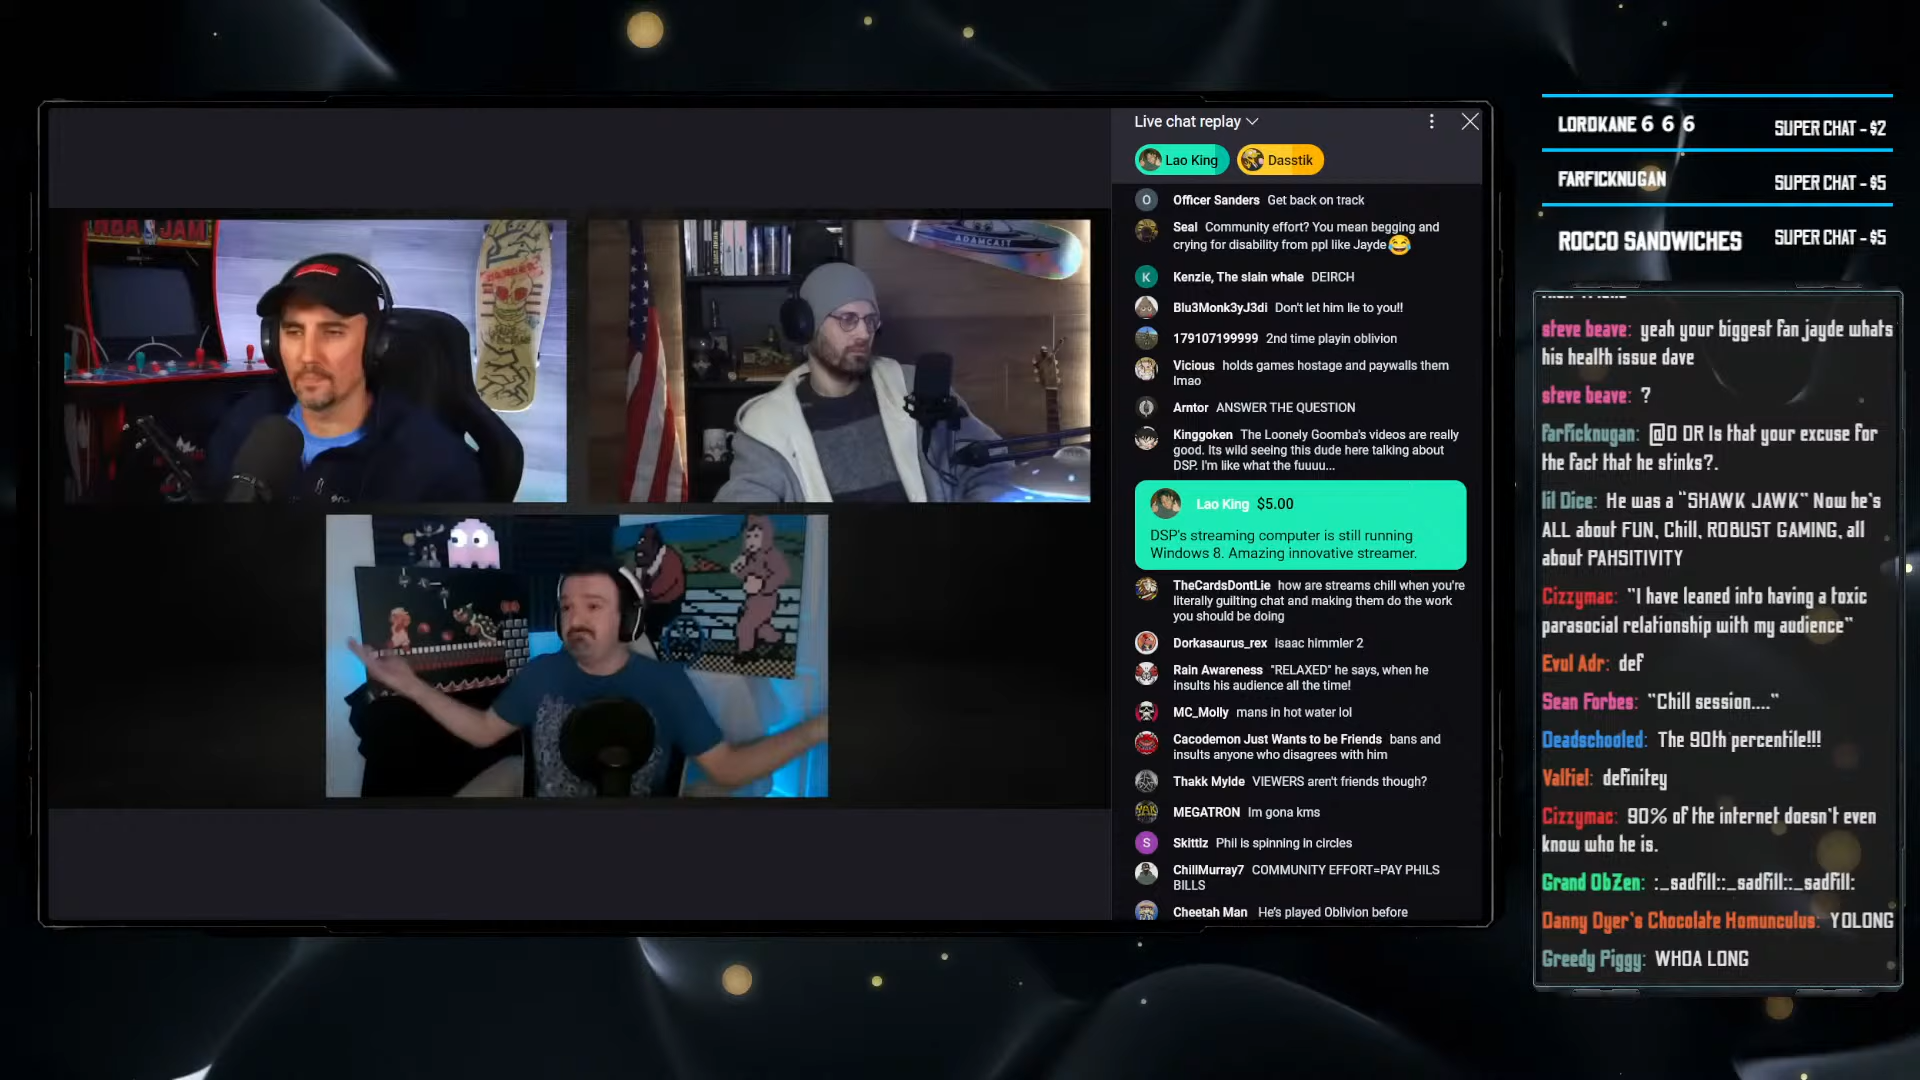 NBA JAM
ADAMCAST
Live chat replay
Lao King
Dasstik
O Officer Sanders Get back on track
Seal Community effort? You mean begging and
crying for disability from ppl like Jayde😂
K Kenzie, The slain whale DEIRCH
Blu3Monk3yJ3di Don't let him lie to you!!
179107199999 2nd time playin oblivion
Vicious holds games hostage and paywalls them
lmao
Arntor ANSWER THE QUESTION
Kinggoken The Loonely Goomba's videos are really
good. Its wild seeing this dude here talking about
DSP. I'm like what the fuuuu...
Lao King $5.00
DSP's streaming computer is still running
Windows 8. Amazing innovative streamer.
TheCardsDontLie how are streams chill when you're
literally guilting chat and making them do the work
you should be doing
Dorkasaurus_rex isaac himmler 2
Rain Awareness "RELAXED" he says, when he
insults his audience all the time!
MC_Molly mans in hot water lol
Cacodemon Just Wants to be Friends bans and
insults anyone who disagrees with him
Thakk Mylde VIEWERS aren't friends though?
MEGATRON Im gona kms
S Skittlz Phil is spinning in circles
ChillMurray7 COMMUNITY EFFORT=PAY PHILS
BILLS
Cheetah Man He's played Oblivion before
LORDKANE 6 6 6 SUPER CHAT - $2
FARFICKNUGAN SUPER CHAT - $5
ROCCO SANDWICHES SUPER CHAT - $5
steve beave: yeah your biggest fan jayde whats
his health issue dave
steve beave: ?
farficknugan: @D DR Is that your excuse for
the fact that he stinks?.
lil Dice: He was a "SHAWK JAWK" Now he's
ALL about FUN, Chill, ROBUST GAMING, all
about PAHSITIVITY
Cizzymac: "I have leaned into having a toxic
parasocial relationship with my audience"
Evul Adr: def
Sean Forbes: "Chill session...."
Deadschooled: The 90th percentile!!!
Valfiel: definitey
Cizzymac: 90% of the internet doesn't even
know who he is.
Grand ObZen: :_sadfill::_sadfill::_sadfill:
Danny Dyer's Chocolate Homunculus: YOLONG
Greedy Piggy: WHOA LONG